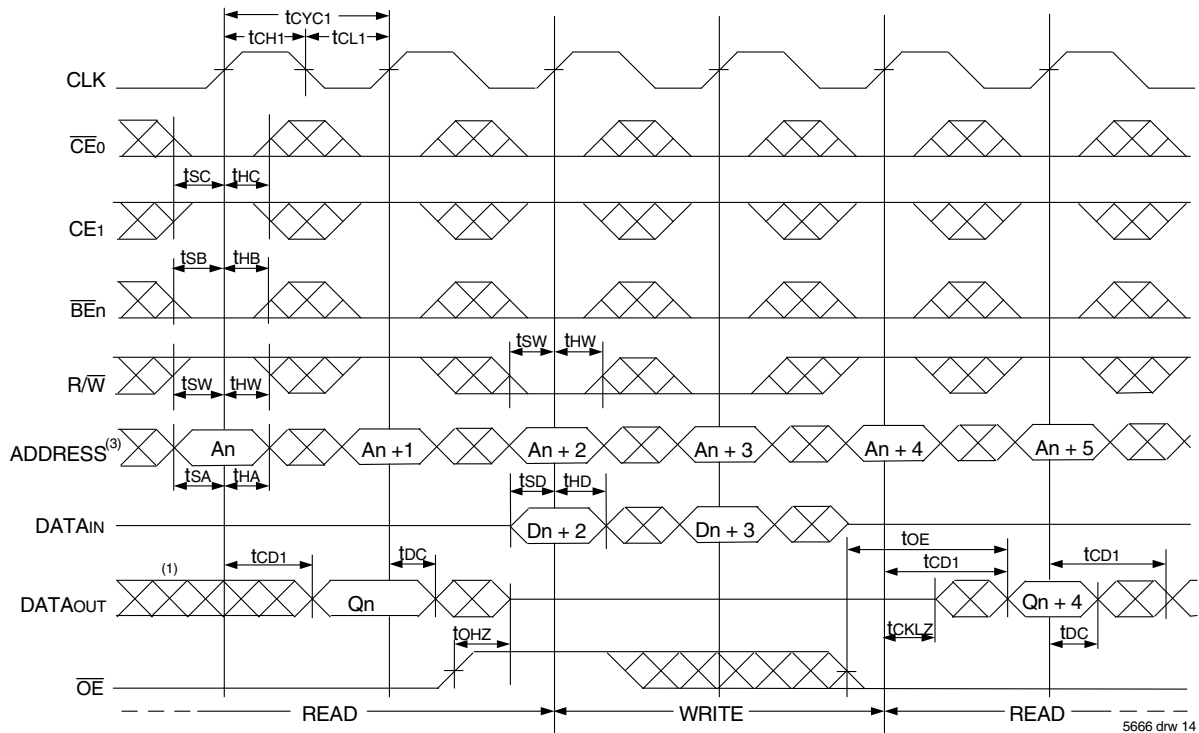 tCYC1
tCH1 tCL1
CLK
CE0
tSC tHC
CE1
tSB tHB
BEn
tSW tHW
R/W
tSW tHW
ADDRESS(3) An An +1 An + 2 An + 3 An + 4 An + 5
tSA tHA tSD tHD
DATAIN Dn + 2 Dn + 3
tOE
(1) tCD1 tDC tCD1 tCD1
DATAOUT Qn Qn + 4
tOHZ tCKLZ tDC
OE
READ WRITE READ
5666 drw 14